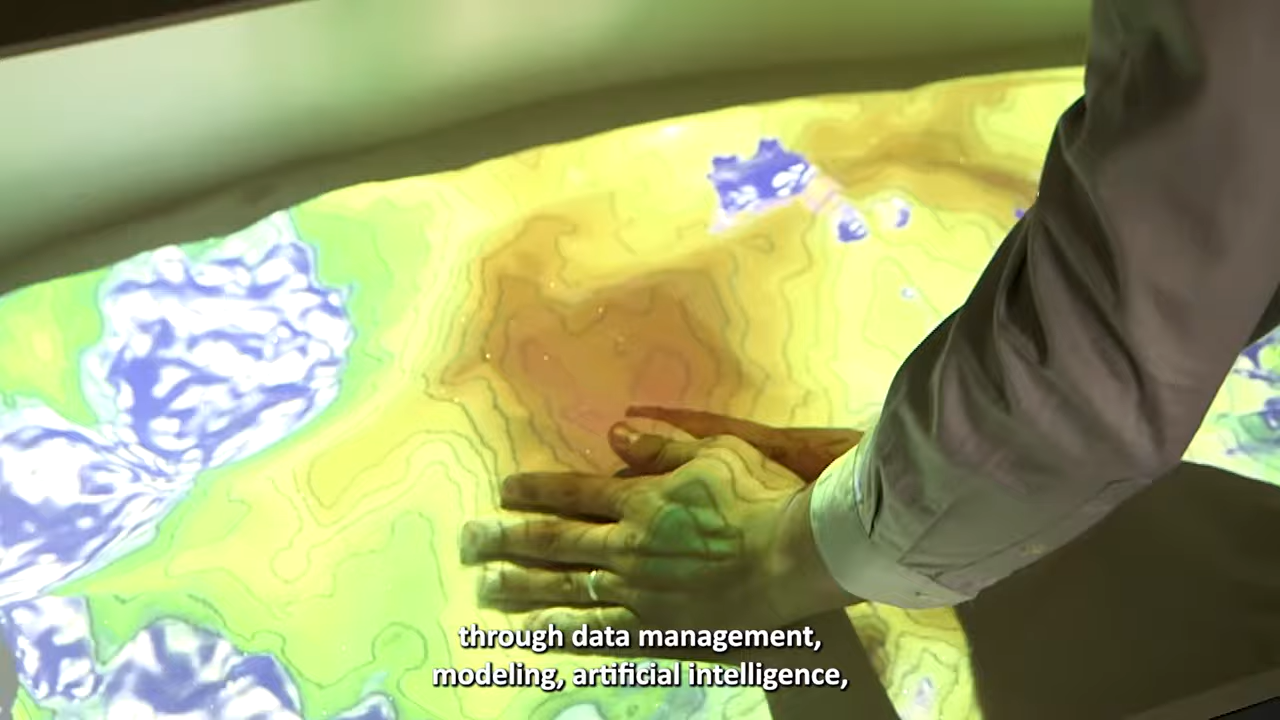 through data management,
modeling, artificial intelligence,